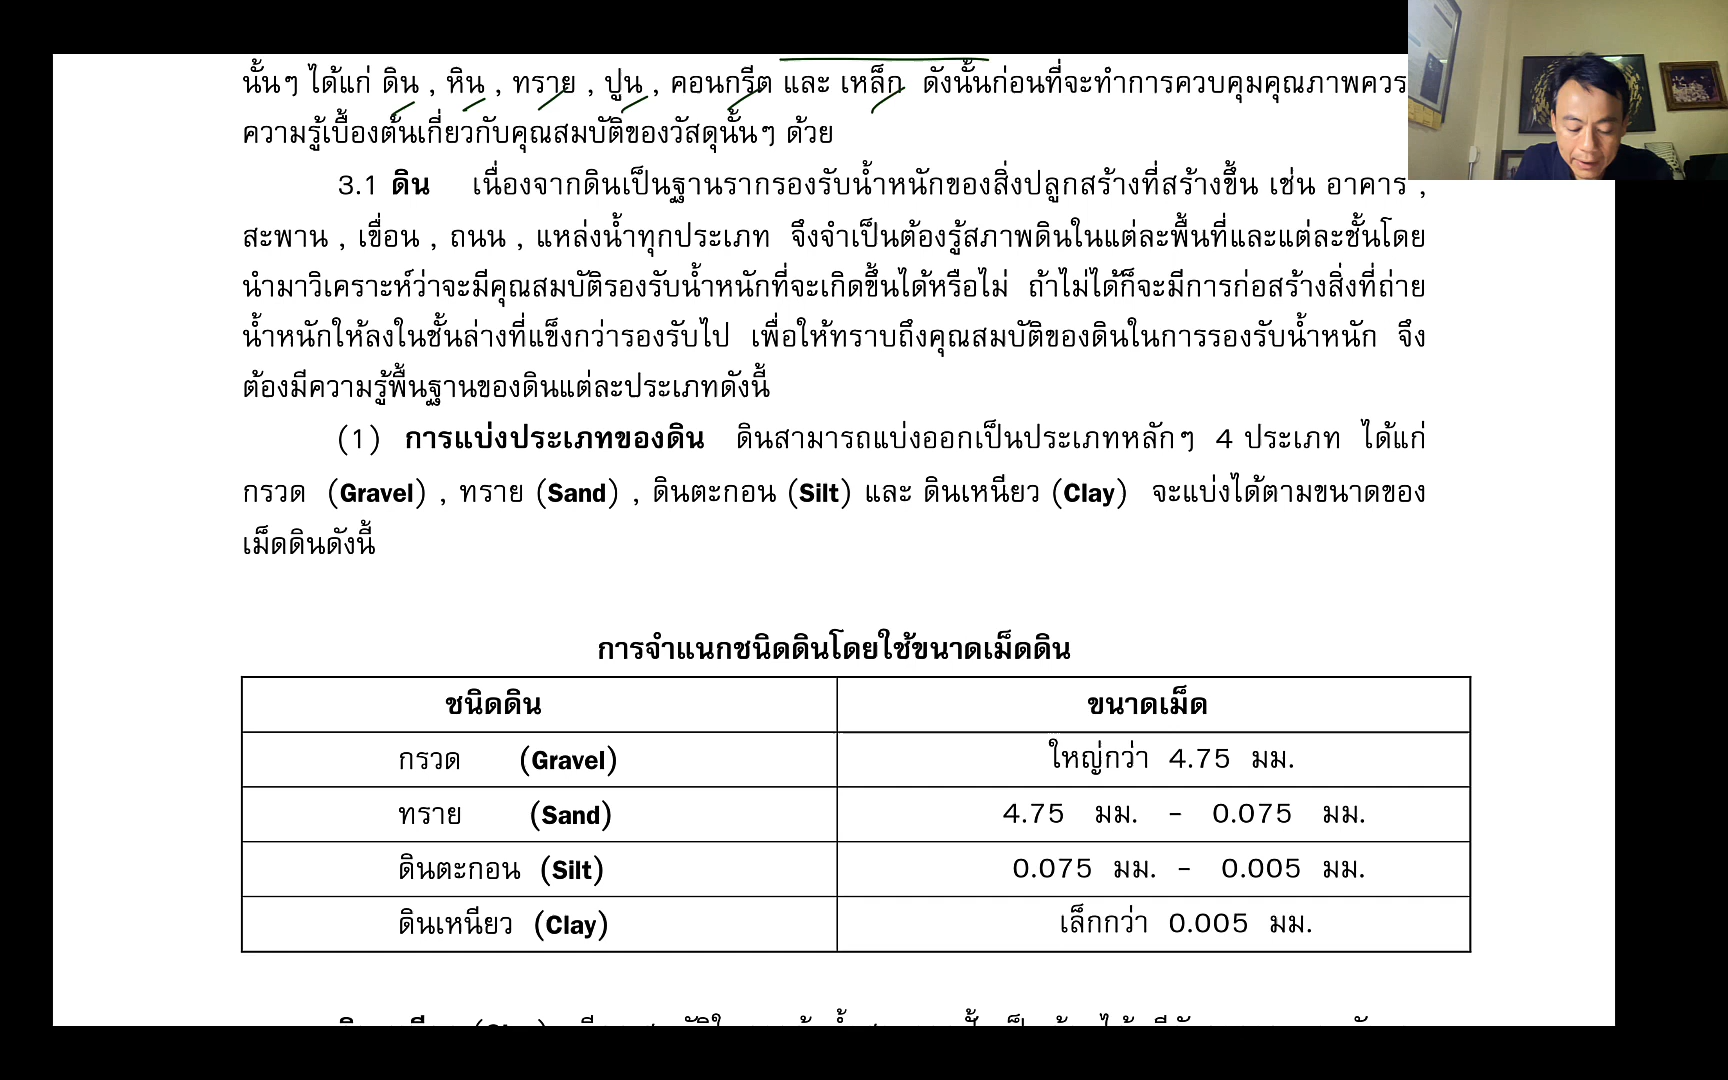 นั้นๆ ได้แก่ ดิน , หิน , ทราย , ปูน , คอนกรีต และ เหล็ก ดังนั้นก่อนที่จะทำการควบคุมคุณภาพควร
ความรู้เบื้องต้นเกี่ยวกับคุณสมบัติของวัสดุนั้นๆ ด้วย
3.1 ดิน เนื่องจากดินเป็นฐานรากรองรับน้ำหนักของสิ่งปลูกสร้างที่สร้างขึ้น เช่น อาคาร ,
สะพาน , เขื่อน , ถนน , แหล่งน้ำทุกประเภท จึงจำเป็นต้องรู้สภาพดินในแต่ละพื้นที่และแต่ละชั้นโดย
นำมาวิเคราะห์ว่าจะมีคุณสมบัติรองรับน้ำหนักที่จะเกิดขึ้นได้หรือไม่ ถ้าไม่ได้ก็จะมีการก่อสร้างสิ่งที่ถ่าย
น้ำหนักให้ลงในชั้นล่างที่แข็งกว่ารองรับไป เพื่อให้ทราบถึงคุณสมบัติของดินในการรองรับน้ำหนัก จึง
ต้องมีความรู้พื้นฐานของดินแต่ละประเภทดังนี้
(1) การแบ่งประเภทของดิน ดินสามารถแบ่งออกเป็นประเภทหลักๆ 4 ประเภท ได้แก่
กรวด (Gravel) , ทราย (Sand) , ดินตะกอน (Silt) และ ดินเหนียว (Clay) จะแบ่งได้ตามขนาดของ
เม็ดดินดังนี้
การจำแนกชนิดดินโดยใช้ขนาดเม็ดดิน
ชนิดดิน ขนาดเม็ด
กรวด (Gravel) ใหญ่กว่า 4.75 มม.
ทราย (Sand) 4.75 มม. - 0.075 มม.
ดินตะกอน (Silt) 0.075 มม. - 0.005 มม.
ดินเหนียว (Clay) เล็กกว่า 0.005 มม.